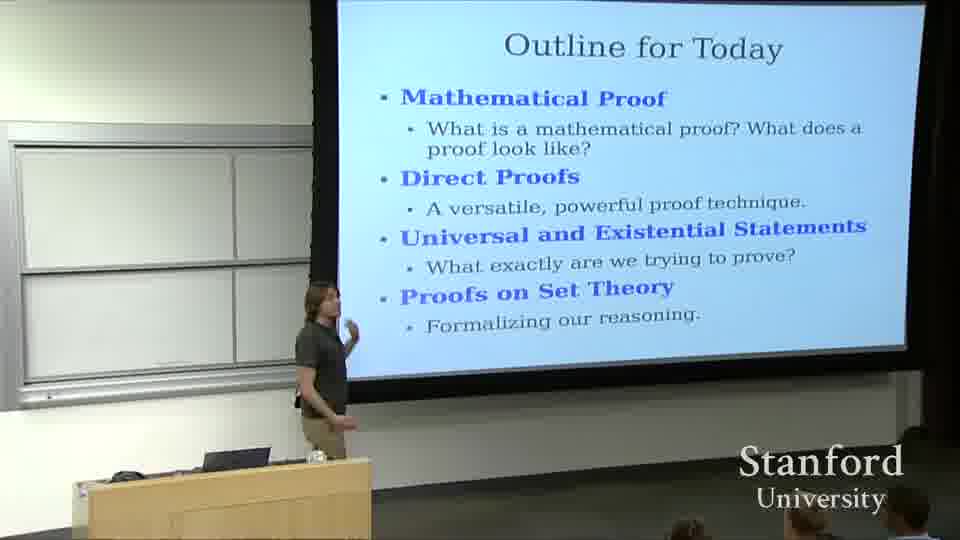 Outline for Today
▪ Mathematical Proof
▪ What is a mathematical proof? What does a
proof look like?
▪ Direct Proofs
▪ A versatile, powerful proof technique.
▪ Universal and Existential Statements
▪ What exactly are we trying to prove?
▪ Proofs on Set Theory
▪ Formalizing our reasoning.
Stanford
University